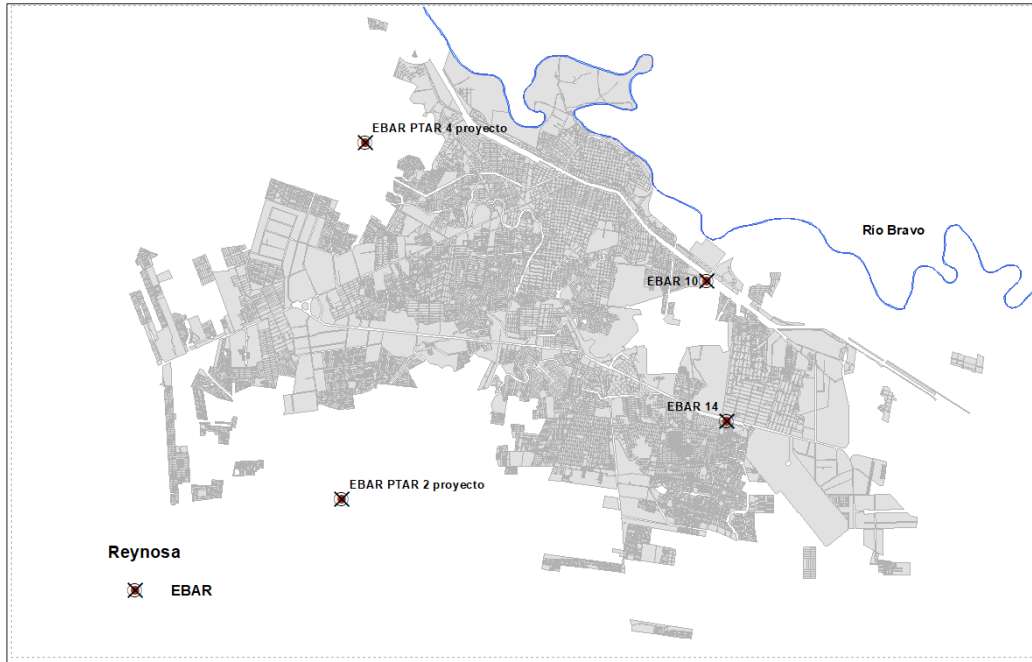 EBAR PTAR 4 proyecto
Río Bravo
EBAR 10
EBAR 14
EBAR PTAR 2 proyecto
Reynosa
EBAR